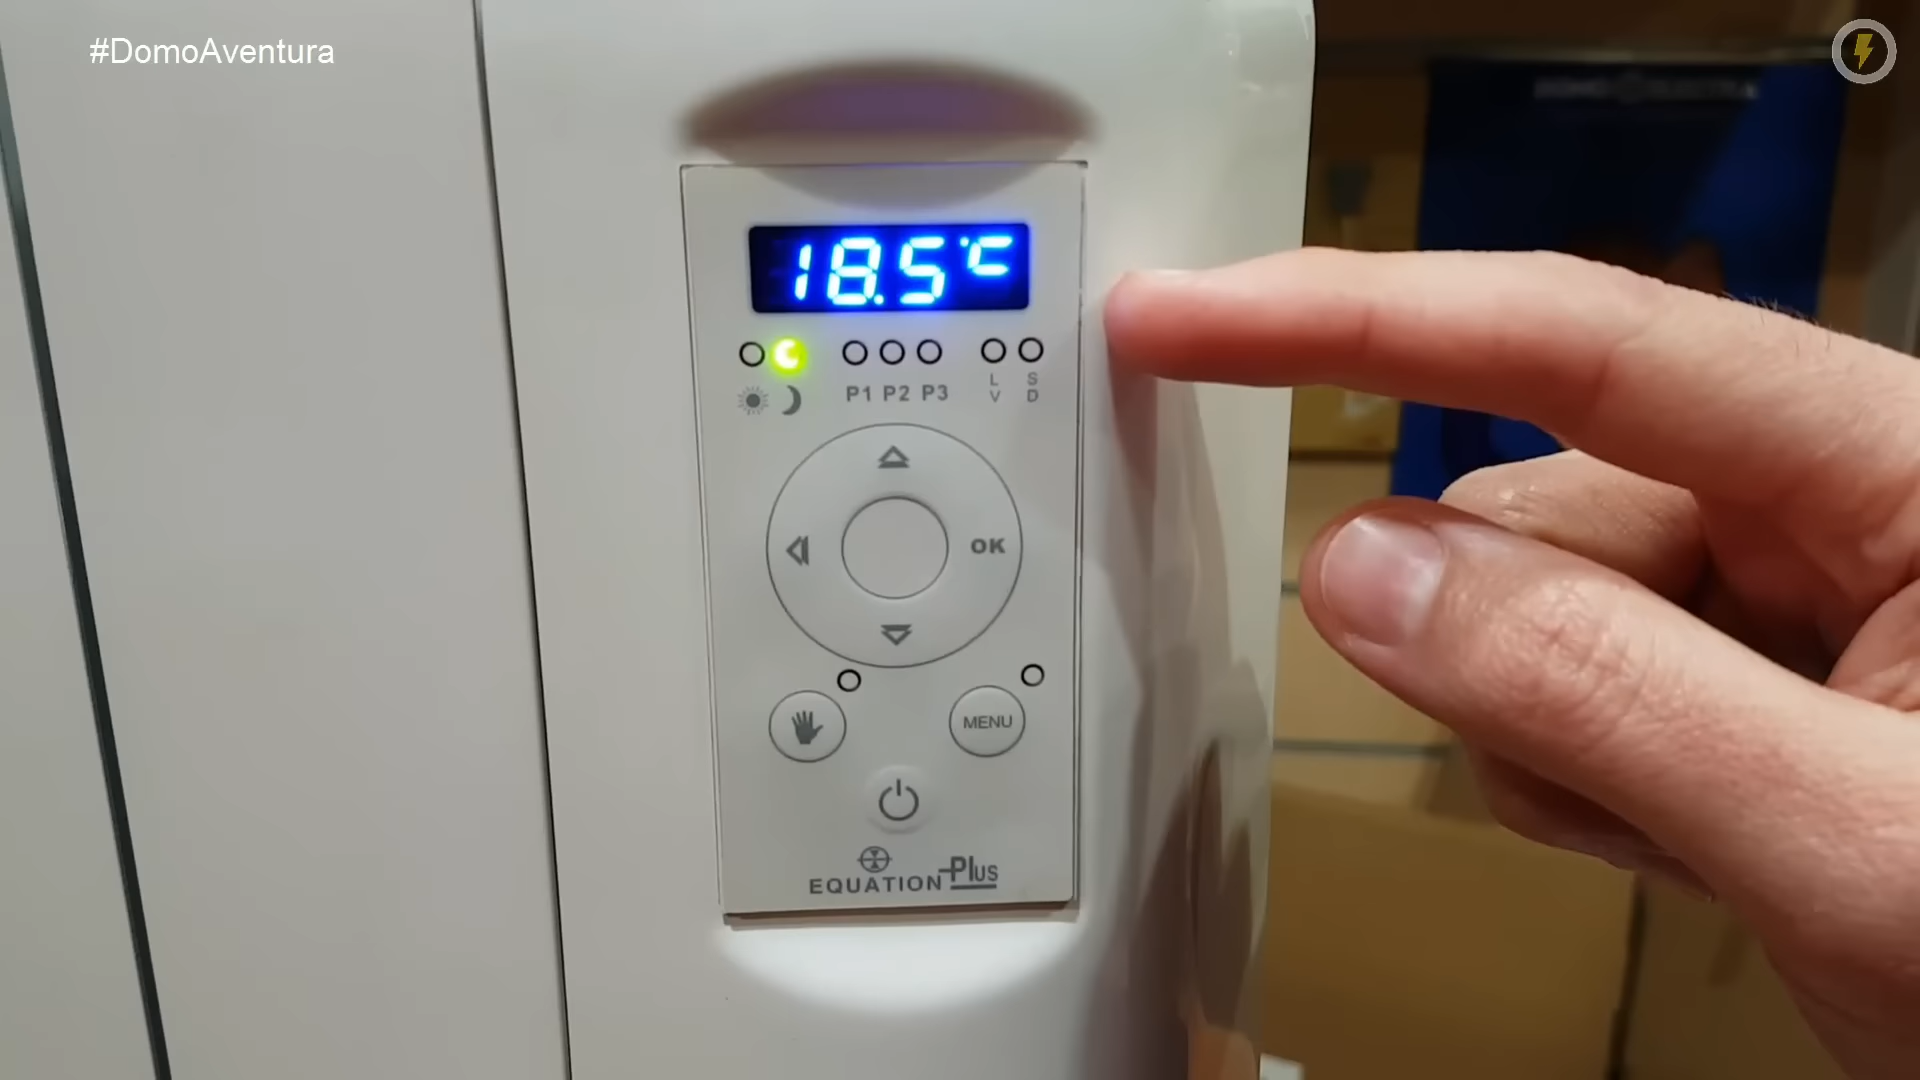 #DomoAventura
18.5°C
P1 P2 P3
L
V
S
D
OK
MENU
EQUATION Plus